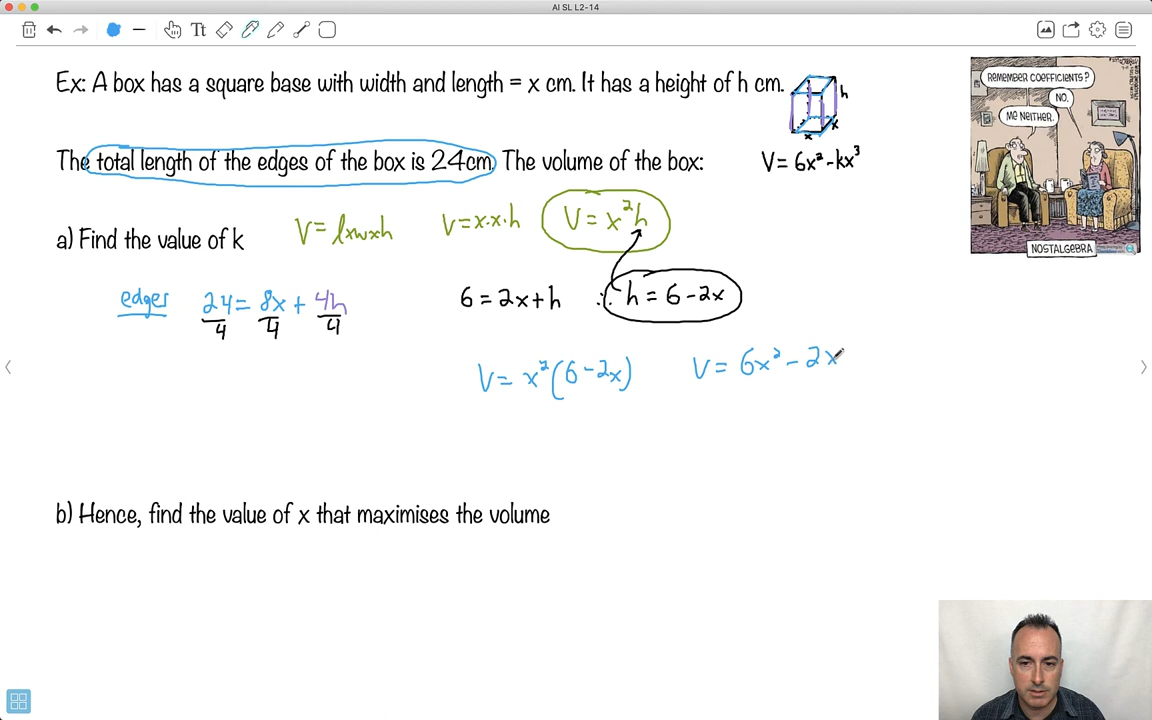 AI SL L2-14
Tt
Ex: A box has a square base with width and length = x cm. It has a height of h cm.
h
x
x
The total length of the edges of the box is 24cm. The volume of the box:
V = 6x² - kx³
REMEMBER COEFFICIENTS?
NO.
ME NEITHER.
NOSTALGEBRA
a) Find the value of k
V = lxwxh
V = x·x·h
V = x²h
edges
24 = 8x + 4h
4 4 4
6 = 2x + h
∴ h = 6 - 2x
V = x²(6 - 2x)
V = 6x² - 2x
b) Hence, find the value of x that maximises the volume